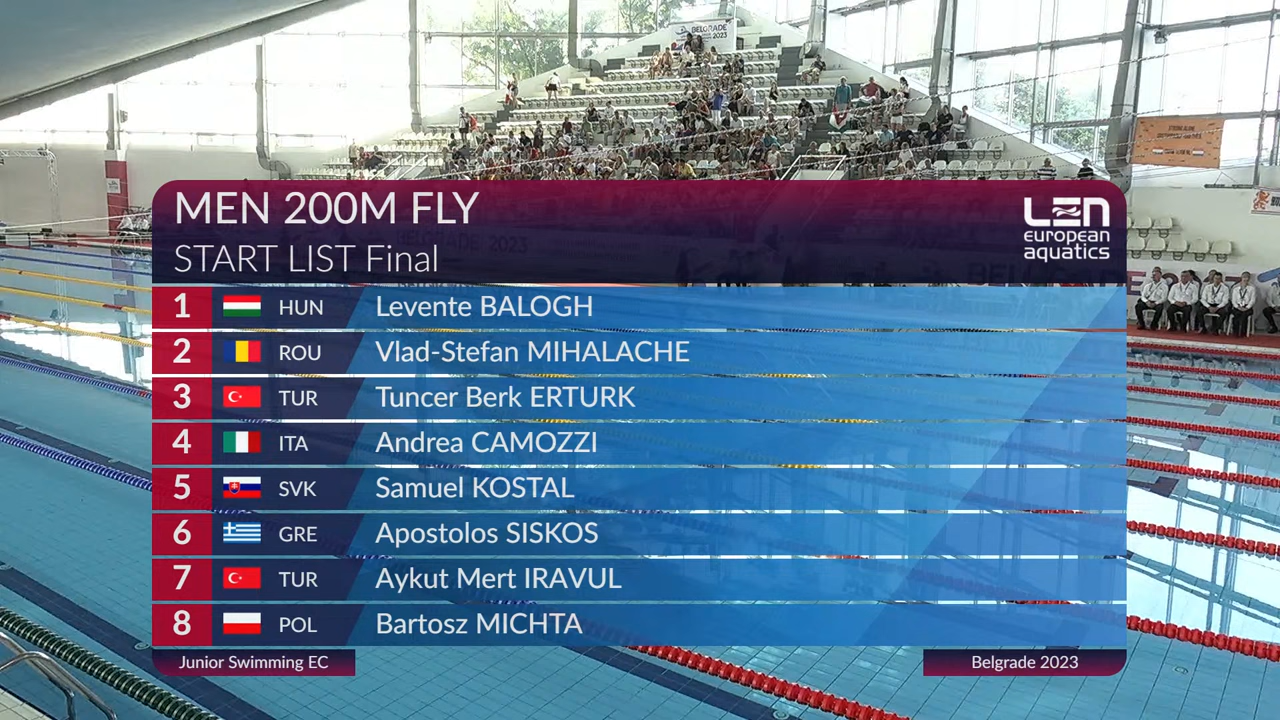 BELGRADE
2023
MEN 200M FLY
START LIST Final
LEN
european
aquatics
1 HUN Levente BALOGH
2 ROU Vlad-Stefan MIHALACHE
3 TUR Tuncer Berk ERTURK
4 ITA Andrea CAMOZZI
5 SVK Samuel KOSTAL
6 GRE Apostolos SISKOS
7 TUR Aykut Mert IRAVUL
8 POL Bartosz MICHTA
Junior Swimming EC
Belgrade 2023